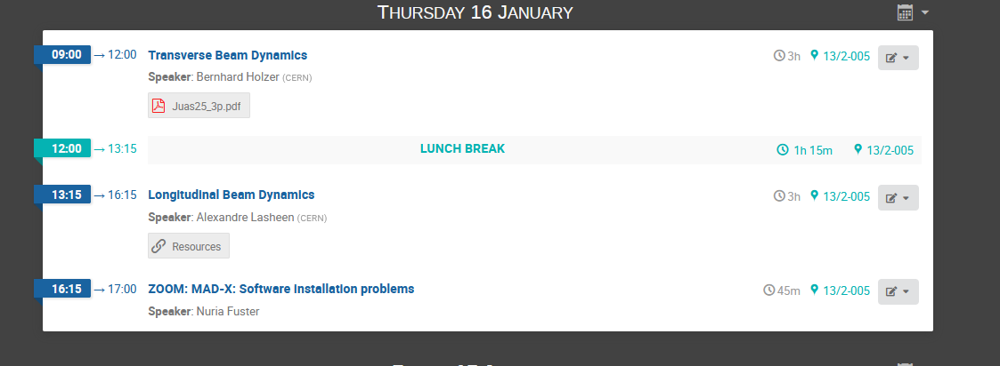 THURSDAY 16 JANUARY
09:00 → 12:00 Transverse Beam Dynamics 3h 13/2-005
Speaker: Bernhard Holzer (CERN)
Juas25_3p.pdf
12:00 → 13:15 LUNCH BREAK 1h 15m 13/2-005
13:15 → 16:15 Longitudinal Beam Dynamics 3h 13/2-005
Speaker: Alexandre Lasheen (CERN)
Resources
16:15 → 17:00 ZOOM: MAD-X: Software installation problems 45m 13/2-005
Speaker: Nuria Fuster